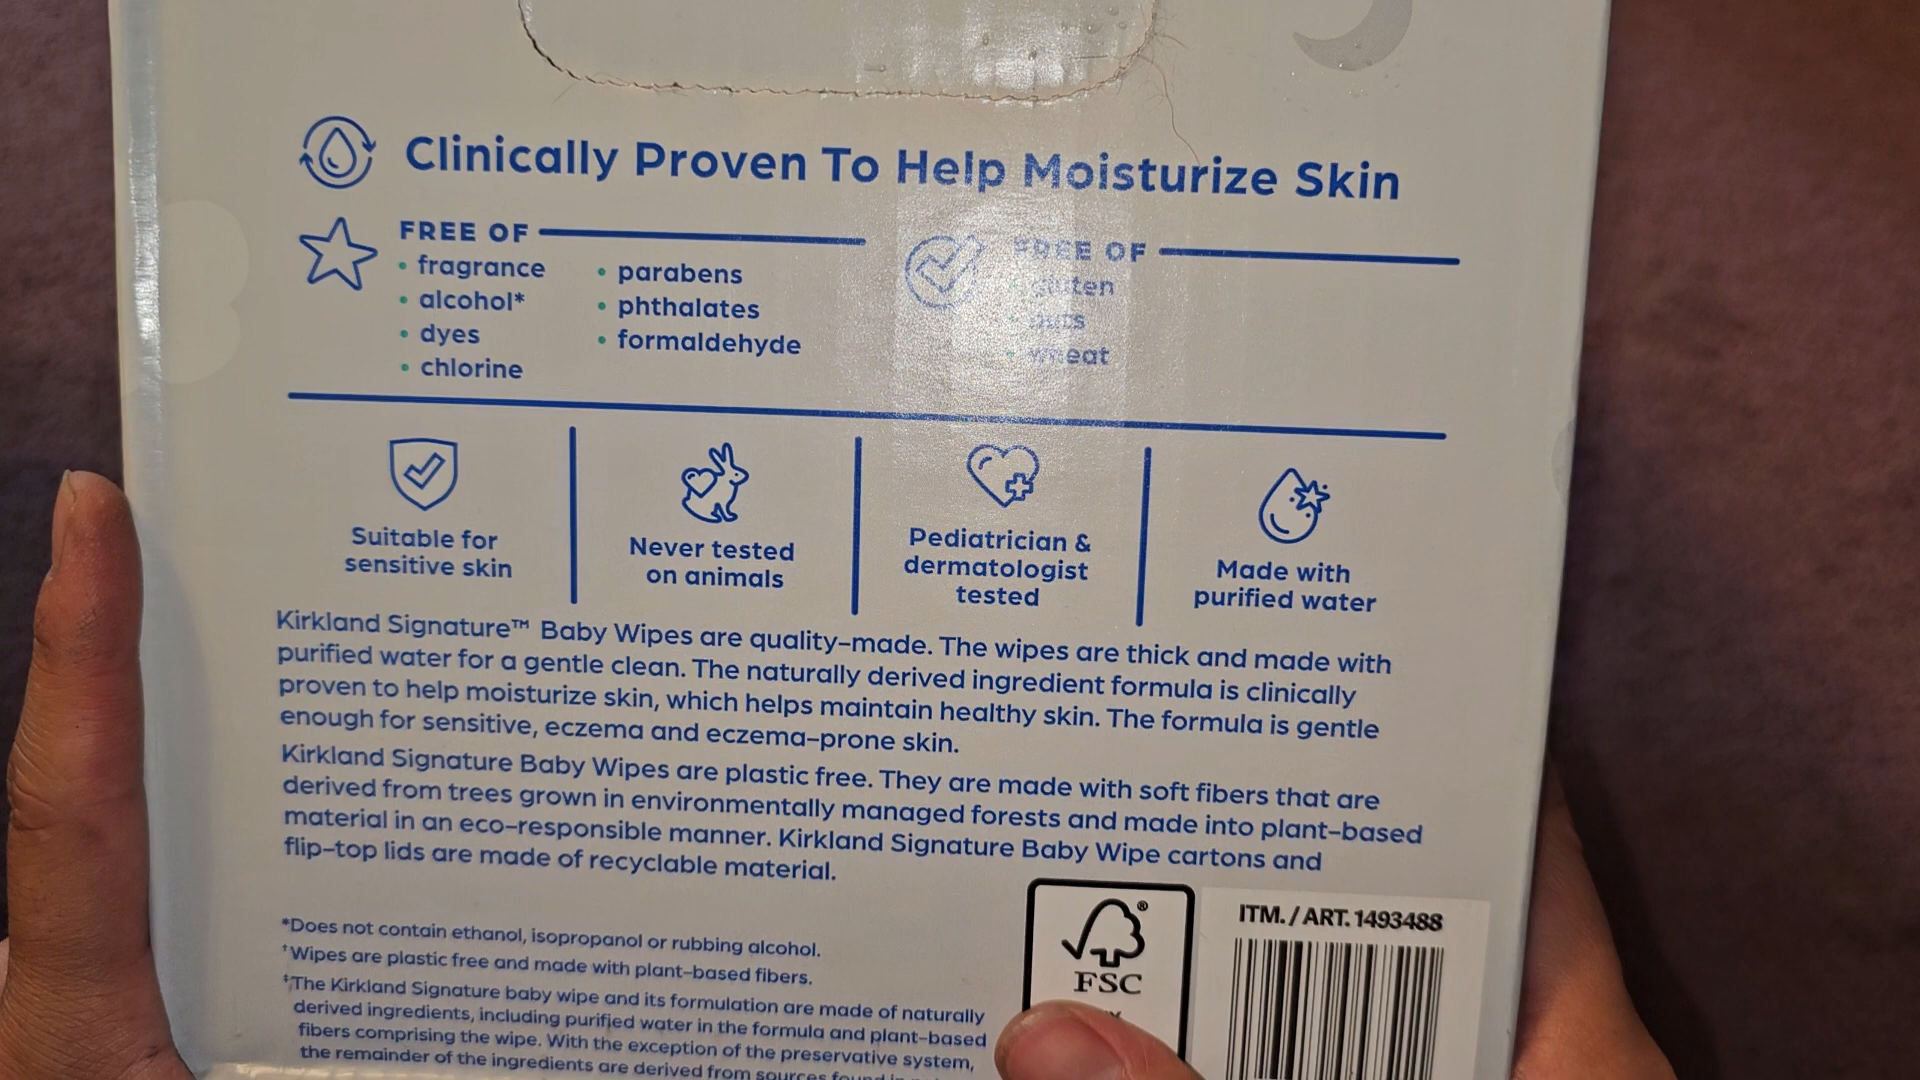 Clinically Proven To Help Moisturize Skin
FREE OF
• fragrance
• alcohol*
• dyes
• chlorine
• parabens
• phthalates
• formaldehyde
FREE OF
• gluten
• nuts
• wheat
Suitable for
sensitive skin
Never tested
on animals
Pediatrician &
dermatologist
tested
Made with
purified water
Kirkland Signature™ Baby Wipes are quality-made. The wipes are thick and made with
purified water for a gentle clean. The naturally derived ingredient formula is clinically
proven to help moisturize skin, which helps maintain healthy skin. The formula is gentle
enough for sensitive, eczema and eczema-prone skin.
Kirkland Signature Baby Wipes are plastic free. They are made with soft fibers that are
derived from trees grown in environmentally managed forests and made into plant-based
material in an eco-responsible manner. Kirkland Signature Baby Wipe cartons and
flip-top lids are made of recyclable material.
*Does not contain ethanol, isopropanol or rubbing alcohol.
†Wipes are plastic free and made with plant-based fibers.
‡The Kirkland Signature baby wipe and its formulation are made of naturally
derived ingredients, including purified water in the formula and plant-based
fibers comprising the wipe. With the exception of the preservative system,
the remainder of the ingredients are derived from sources found in
®
FSC
ITM. / ART. 1493488